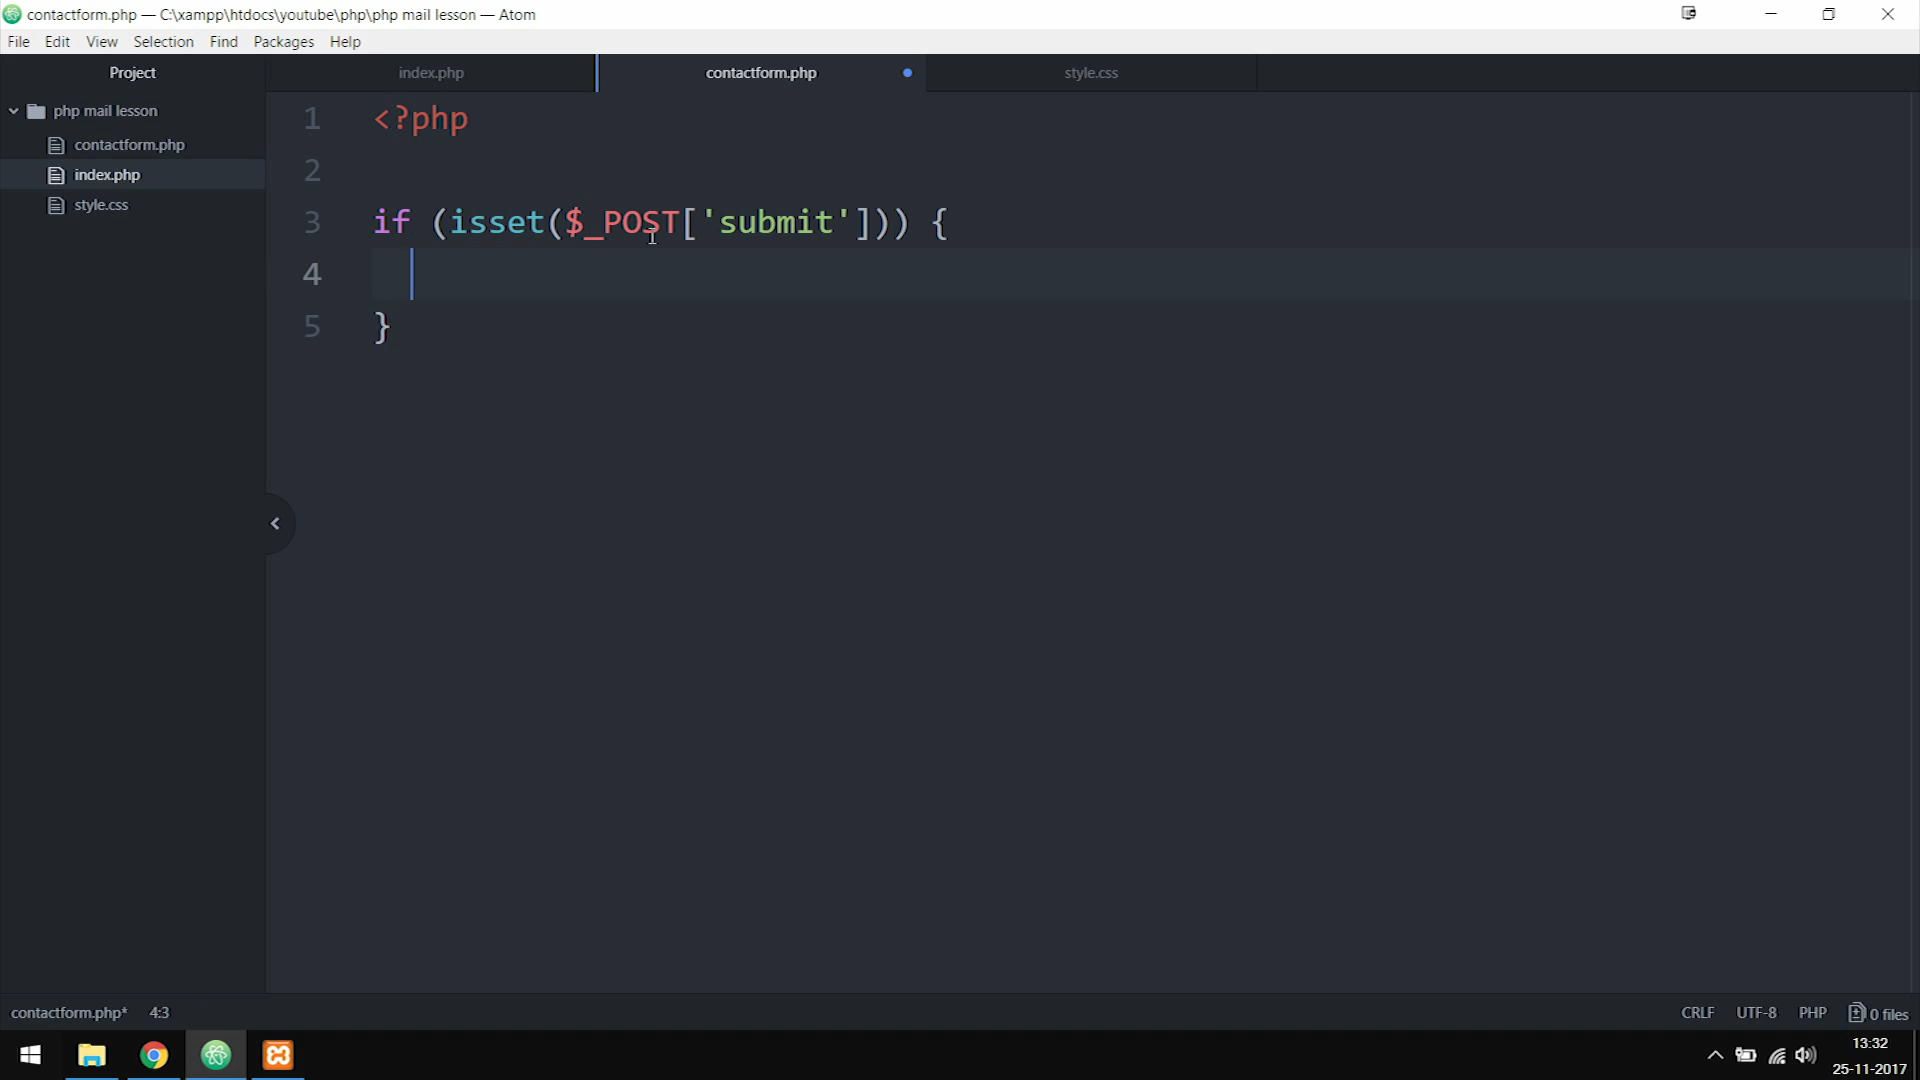 contactform.php — C:\xampp\htdocs\youtube\php\php mail lesson — Atom
File Edit View Selection Find Packages Help
Project
index.php
contactform.php
style.css
php mail lesson
contactform.php
index.php
style.css
1 <?php
2
3 if (isset($_POST['submit'])) {
4
5 }
contactform.php* 4:3
CRLF UTF-8 PHP 0 files
13:32
25-11-2017